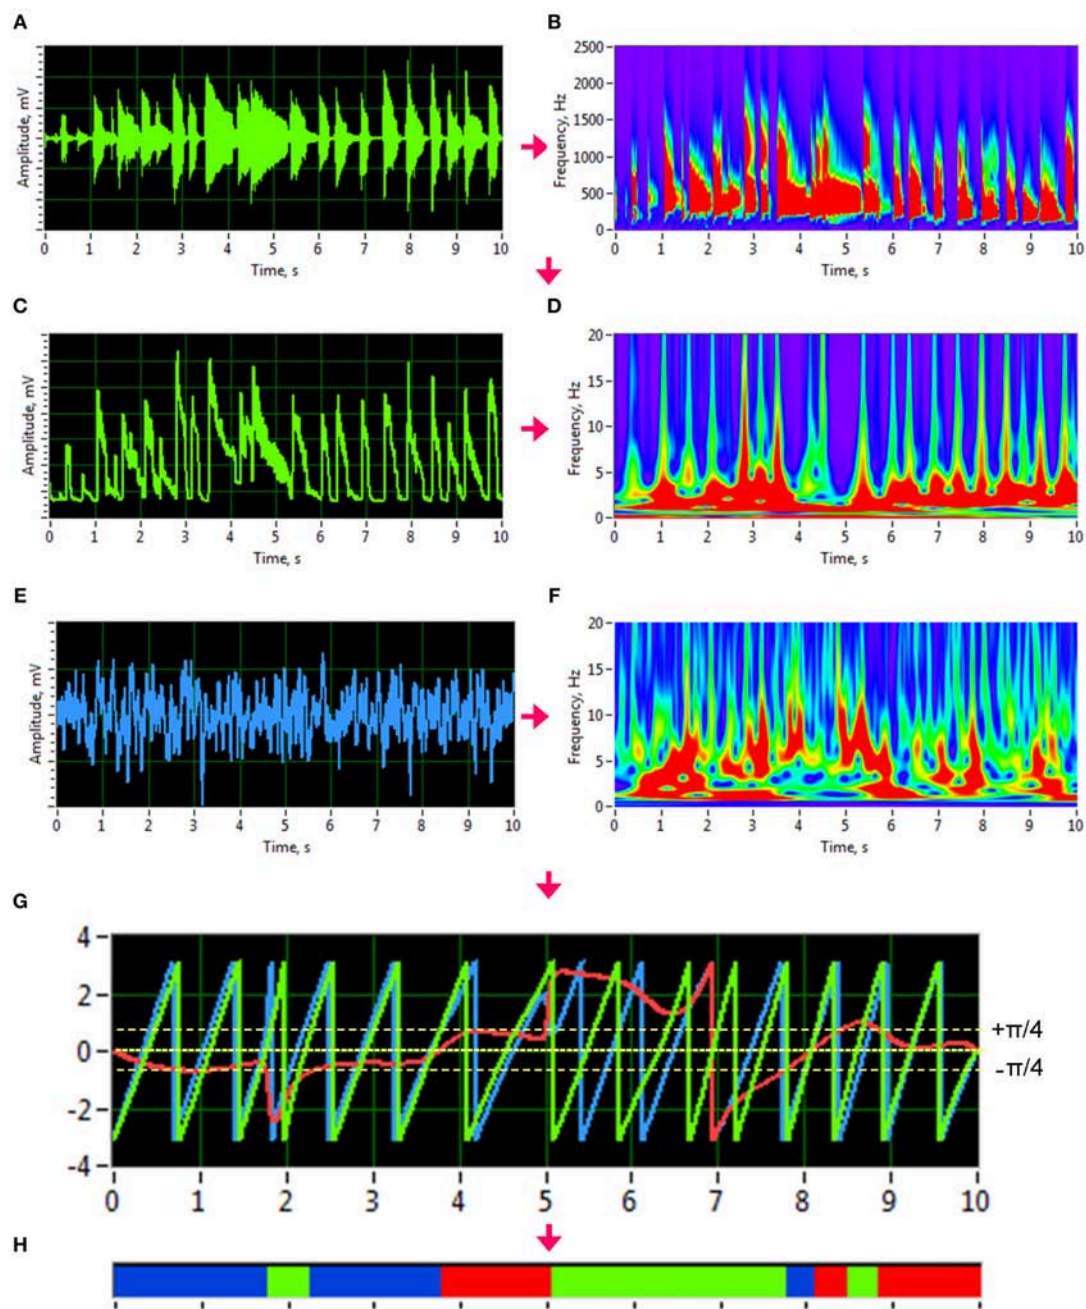 A
Amplitude, mV
0 1 2 3 4 5 6 7 8 9 10
Time, s
B
Frequency, Hz
2500
2000
1500
1000
500
0
0 1 2 3 4 5 6 7 8 9 10
Time, s
C
Amplitude, mV
0 1 2 3 4 5 6 7 8 9 10
Time, s
D
Frequency, Hz
20
15
10
5
0
0 1 2 3 4 5 6 7 8 9 10
Time, s
E
Amplitude, mV
0 1 2 3 4 5 6 7 8 9 10
Time, s
F
Frequency, Hz
20
15
10
5
0
0 1 2 3 4 5 6 7 8 9 10
Time, s
G
4
2
+π/4
0
-π/4
-2
-4
0 1 2 3 4 5 6 7 8 9 10
H